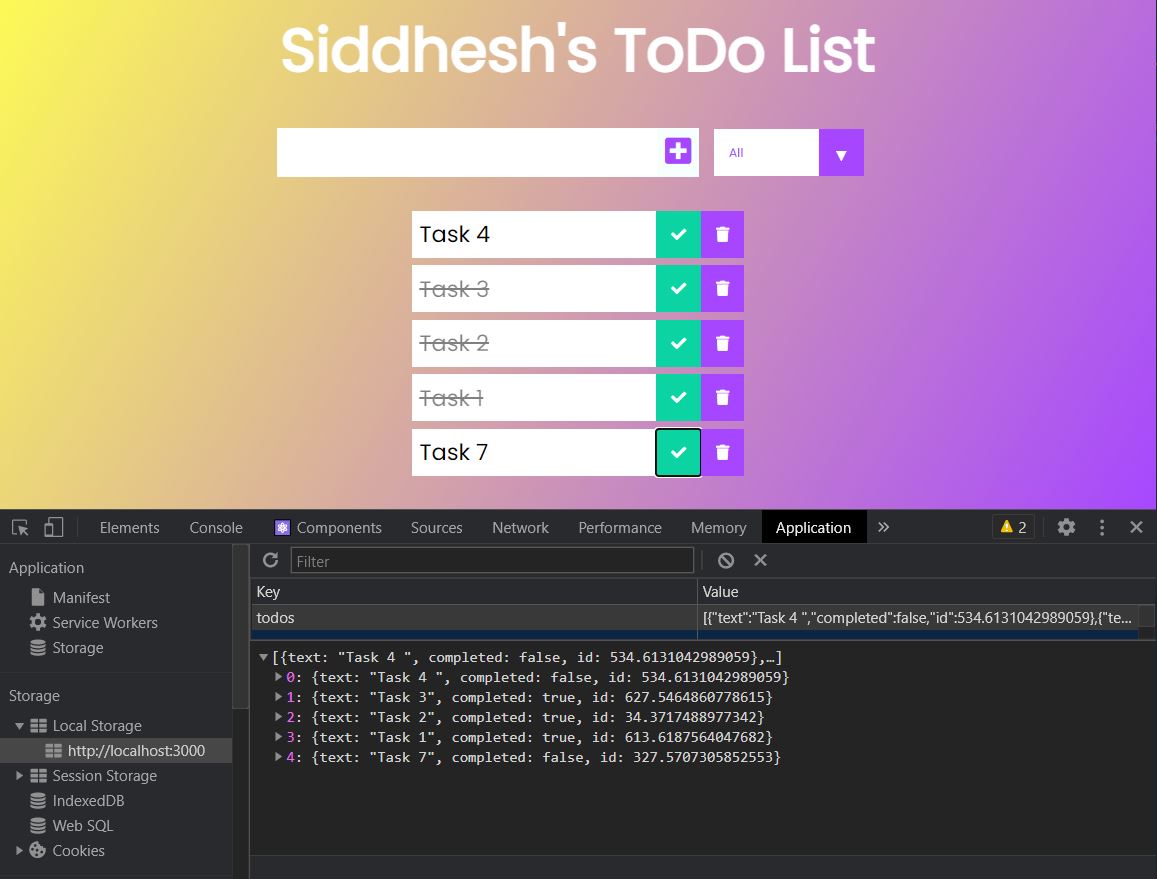 Siddhesh's ToDo List
All ▼
Task 4
Task 3
Task 2
Task 1
Task 7
Elements Console Components Sources Network Performance Memory Application » 2
Application
Manifest
Service Workers
Storage
Storage
Local Storage
http://localhost:3000
Session Storage
IndexedDB
Web SQL
Cookies
Filter
Key Value
todos [{"text":"Task 4 ","completed":false,"id":534.6131042989059},{"te...
[{text: "Task 4 ", completed: false, id: 534.6131042989059},…]
0: {text: "Task 4 ", completed: false, id: 534.6131042989059}
1: {text: "Task 3", completed: true, id: 627.5464860778615}
2: {text: "Task 2", completed: true, id: 34.3717488977342}
3: {text: "Task 1", completed: true, id: 613.6187564047682}
4: {text: "Task 7", completed: false, id: 327.5707305852553}